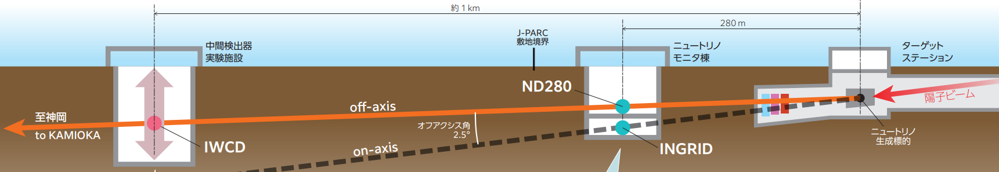 約 1 km
280 m
J-PARC
敷地境界
中間検出器
実験施設
ニュートリノ
モニタ棟
ターゲット
ステーション
ND280
陽子ビーム
off-axis
至神岡
to KAMIOKA
オフアクシス角
2.5°
ニュートリノ
生成標的
IWCD
on-axis
INGRID